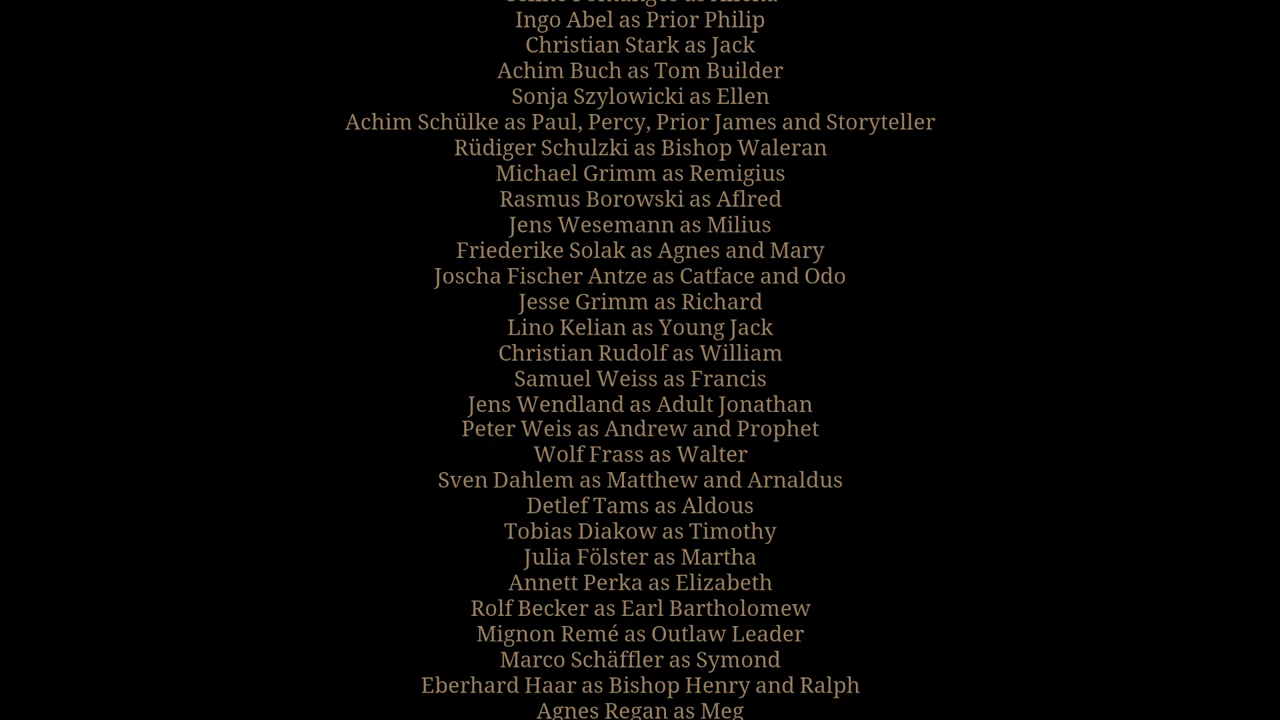 Ingo Abel as Prior Philip
Christian Stark as Jack
Achim Buch as Tom Builder
Sonja Szylowicki as Ellen
Achim Schülke as Paul, Percy, Prior James and Storyteller
Rüdiger Schulzki as Bishop Waleran
Michael Grimm as Remigius
Rasmus Borowski as Aflred
Jens Wesemann as Milius
Friederike Solak as Agnes and Mary
Joscha Fischer Antze as Catface and Odo
Jesse Grimm as Richard
Lino Kelian as Young Jack
Christian Rudolf as William
Samuel Weiss as Francis
Jens Wendland as Adult Jonathan
Peter Weis as Andrew and Prophet
Wolf Frass as Walter
Sven Dahlem as Matthew and Arnaldus
Detlef Tams as Aldous
Tobias Diakow as Timothy
Julia Fölster as Martha
Annett Perka as Elizabeth
Rolf Becker as Earl Bartholomew
Mignon Remé as Outlaw Leader
Marco Schäffler as Symond
Eberhard Haar as Bishop Henry and Ralph
Agnes Regan as Meg